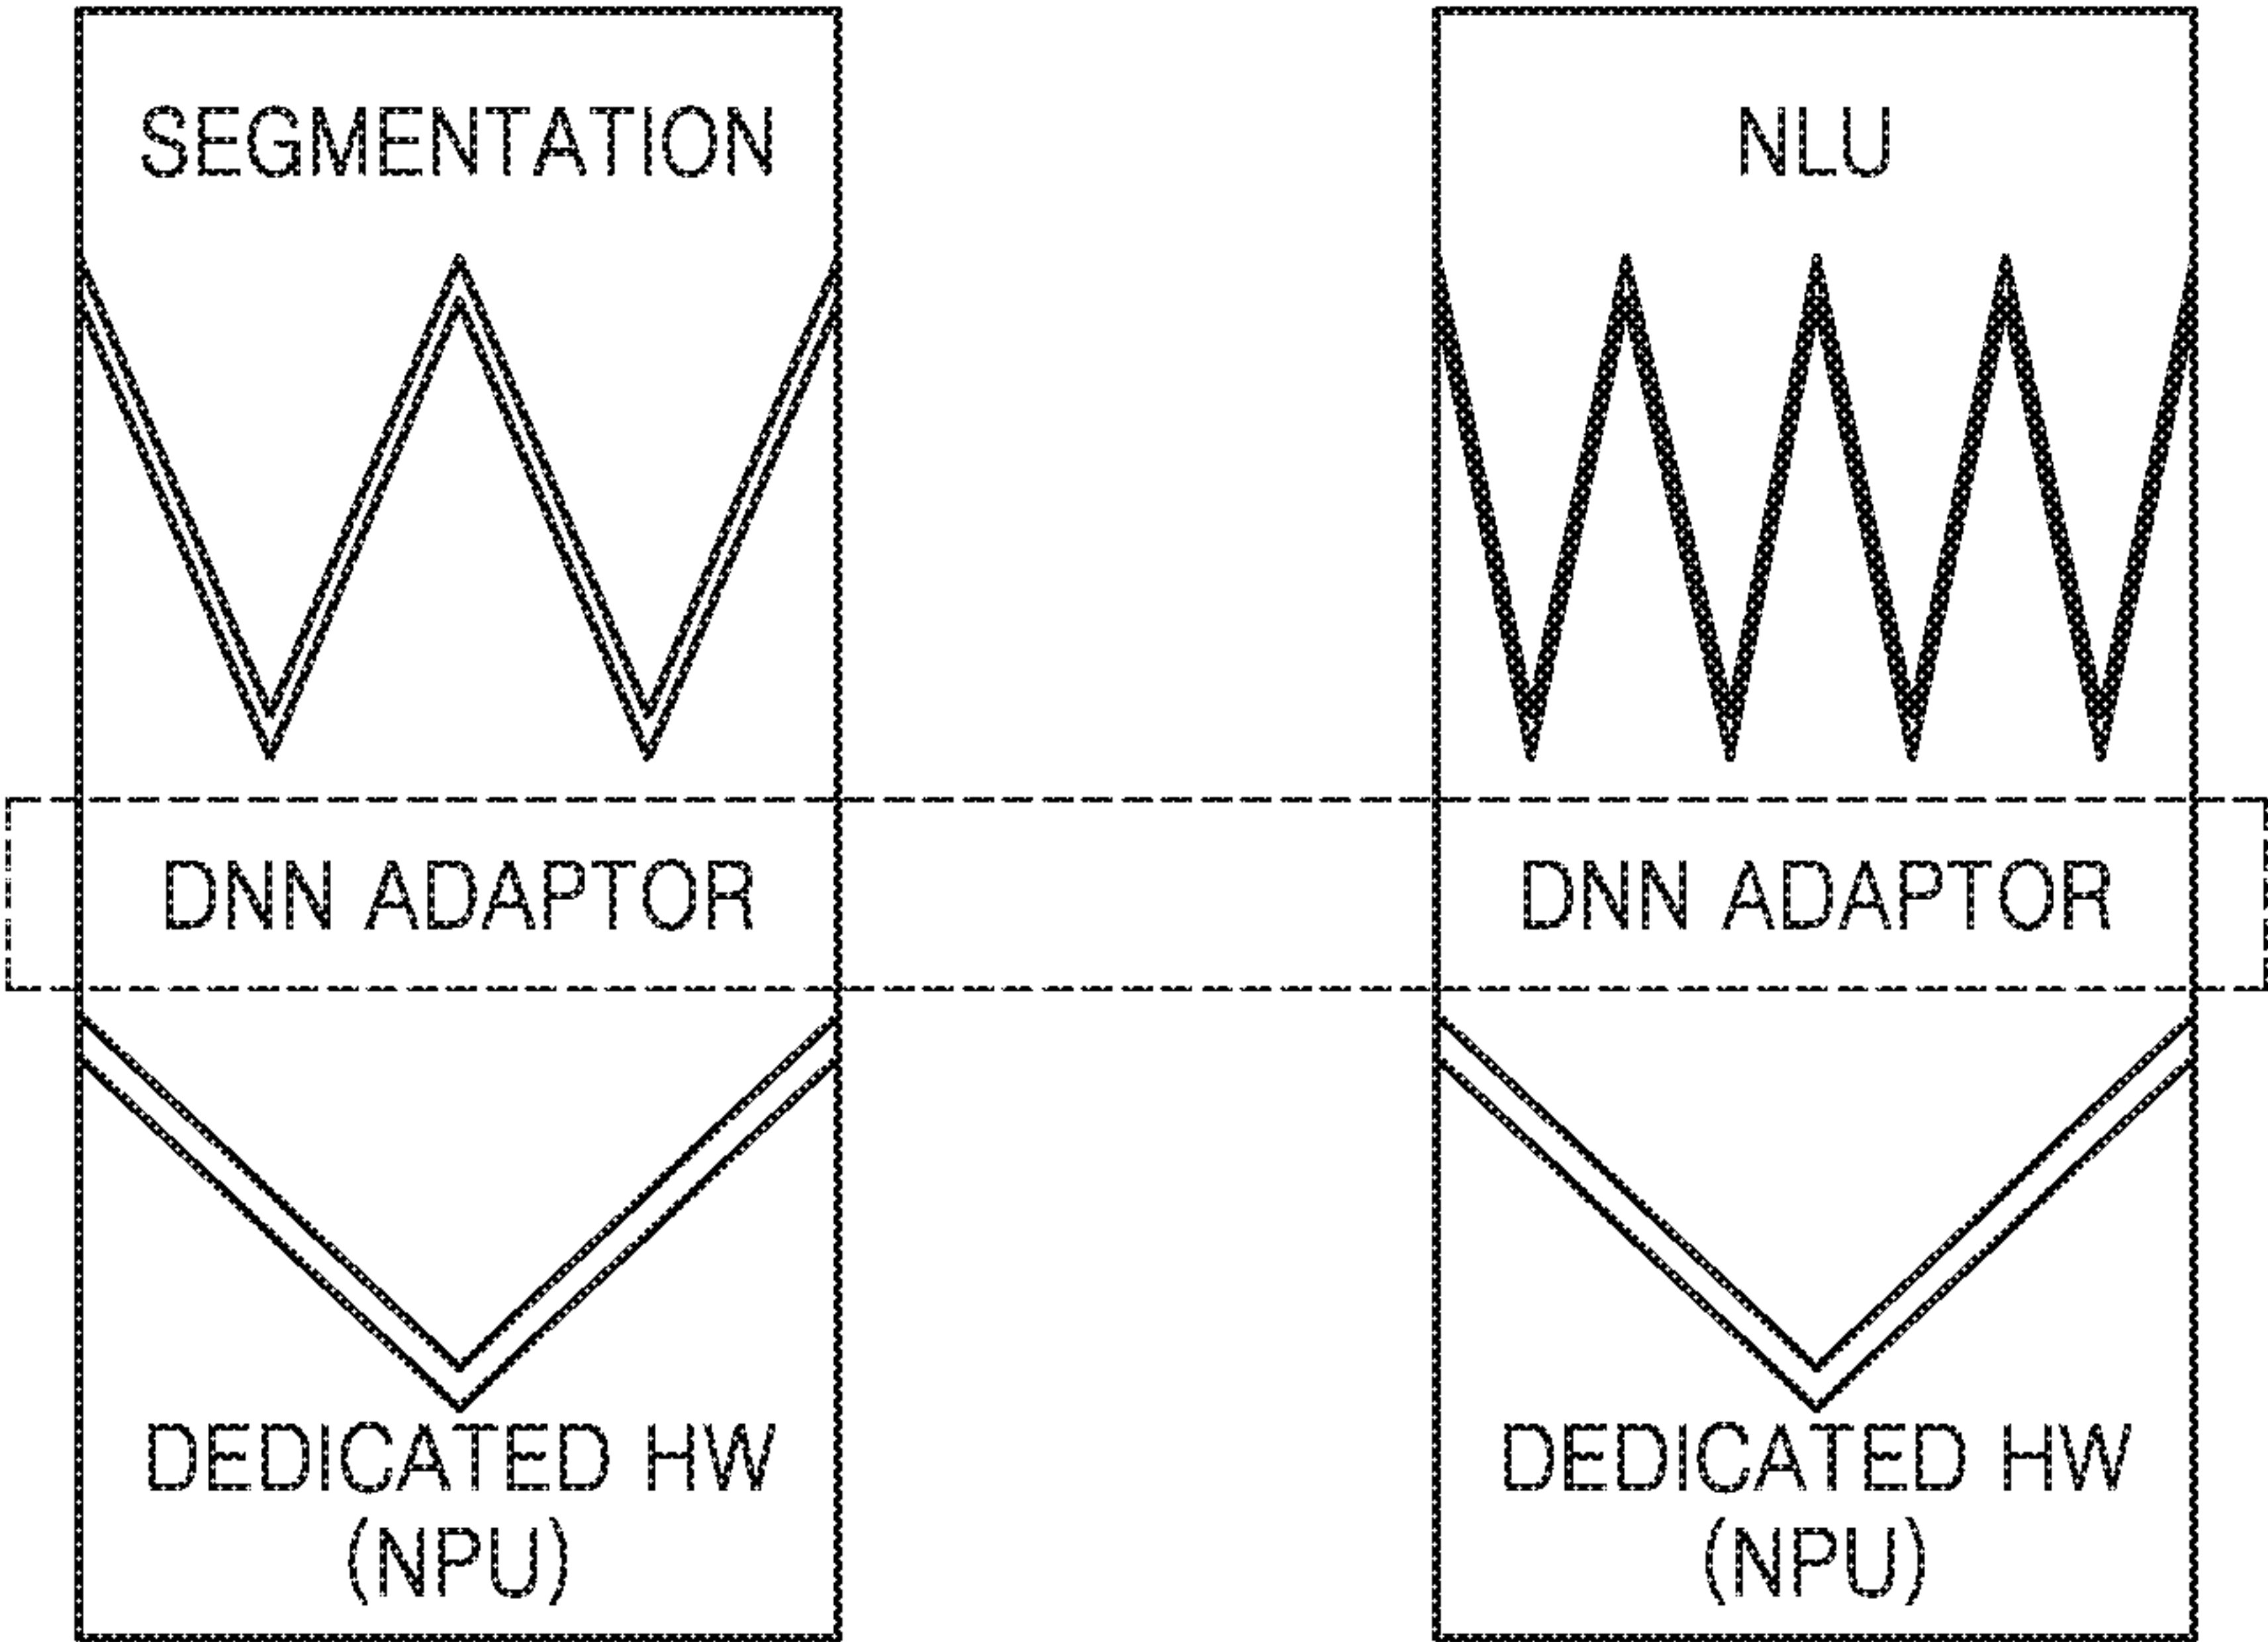 SEGMENTATION
DNN ADAPTOR
DEDICATED HW
(NPU)
NLU
DNN ADAPTOR
DEDICATED HW
(NPU)